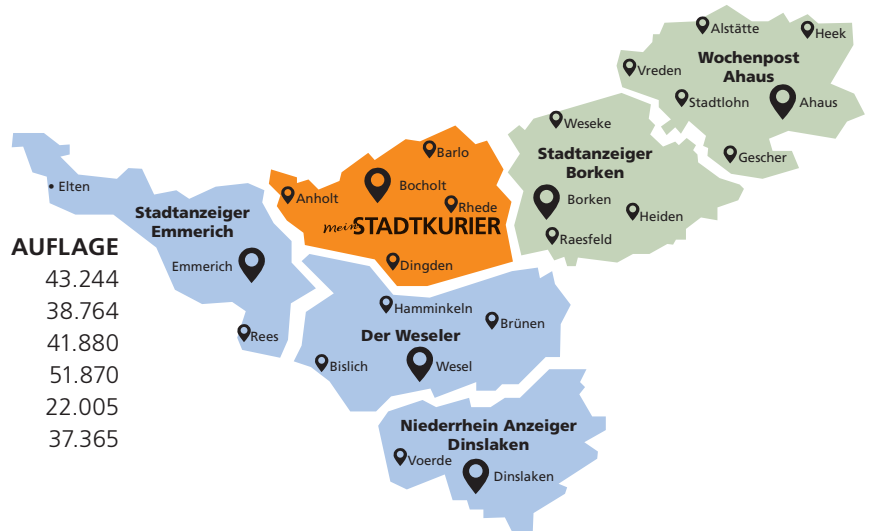 Alstätte
Heek
Wochenpost
Ahaus
Vreden
Stadtlohn
Ahaus
Gescher
Weseke
Stadtanzeiger
Borken
Borken
Heiden
Raesfeld
Barlo
Bocholt
Anholt
Rhede
mein STADTKURIER
Dingden
• Elten
Stadtanzeiger
Emmerich
Emmerich
Rees
AUFLAGE
43.244
38.764
41.880
51.870
22.005
37.365
Hamminkeln
Brünen
Der Weseler
Bislich
Wesel
Niederrhein Anzeiger
Dinslaken
Voerde
Dinslaken